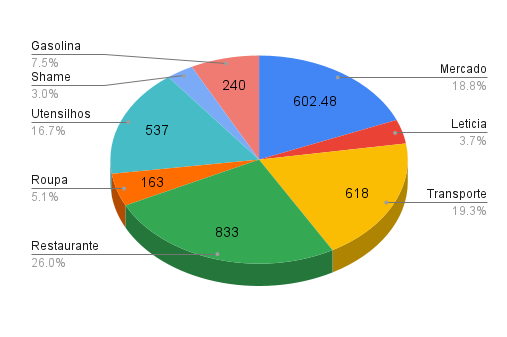 Gasolina
7.5%
Shame
3.0%
Utensilhos
16.7%
Roupa
5.1%
Restaurante
26.0%
Mercado
18.8%
Leticia
3.7%
Transporte
19.3%
240
602.48
537
163
618
833